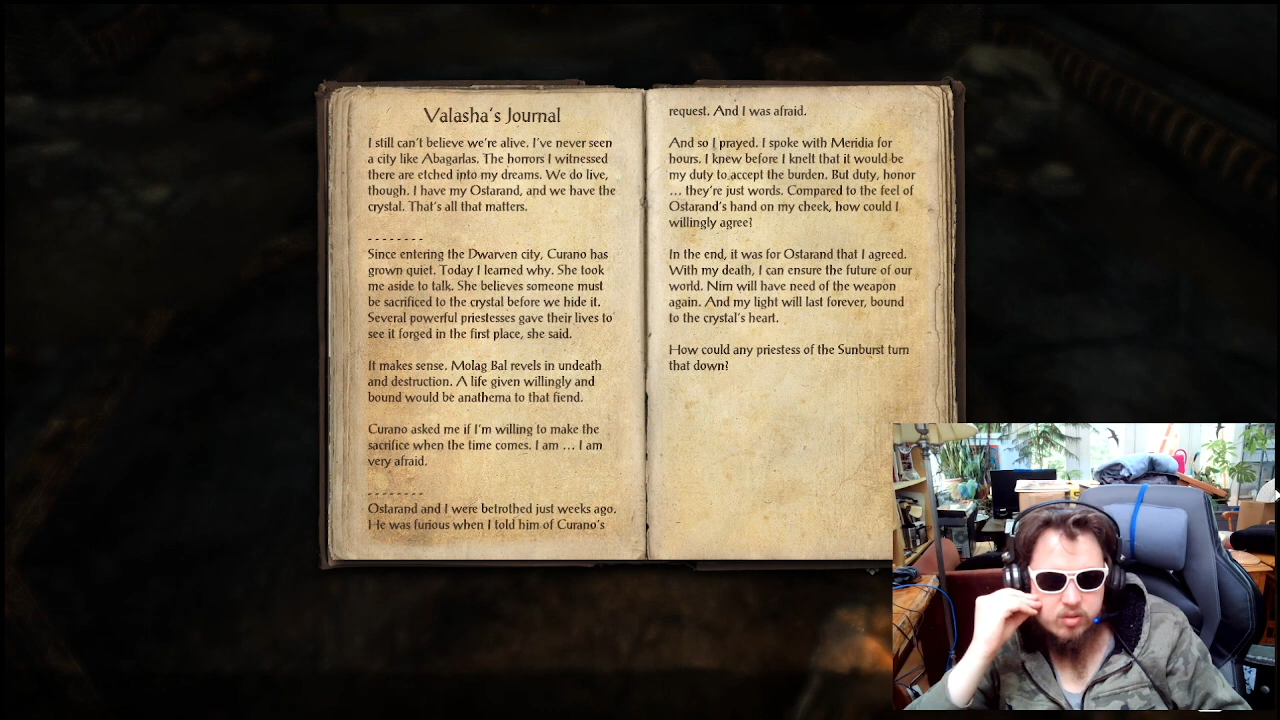 Valasha's Journal
I still can't believe we're alive. I've never seen
a city like Abagarlas. The horrors I witnessed
there are etched into my dreams. We do live,
though. I have my Ostarand, and we have the
crystal. That's all that matters.
- - - - - - - -
Since entering the Dwarven city, Curano has
grown quiet. Today I learned why. She took
me aside to talk. She believes someone must
be sacrificed to the crystal before we hide it.
Several powerful priestesses gave their lives to
see it forged in the first place, she said.
It makes sense. Molag Bal revels in undeath
and destruction. A life given willingly and
bound would be anathema to that fiend.
Curano asked me if I'm willing to make the
sacrifice when the time comes. I am ... I am
very afraid.
- - - - - - - -
Ostarand and I were betrothed just weeks ago.
He was furious when I told him of Curano's
request. And I was afraid.
And so I prayed. I spoke with Meridia for
hours. I knew before I knelt that it would be
my duty to accept the burden. But duty, honor
... they're just words. Compared to the feel of
Ostarand's hand on my cheek, how could I
willingly agree?
In the end, it was for Ostarand that I agreed.
With my death, I can ensure the future of our
world. Nirn will have need of the weapon
again. And my light will last forever, bound
to the crystal's heart.
How could any priestess of the Sunburst turn
that down?